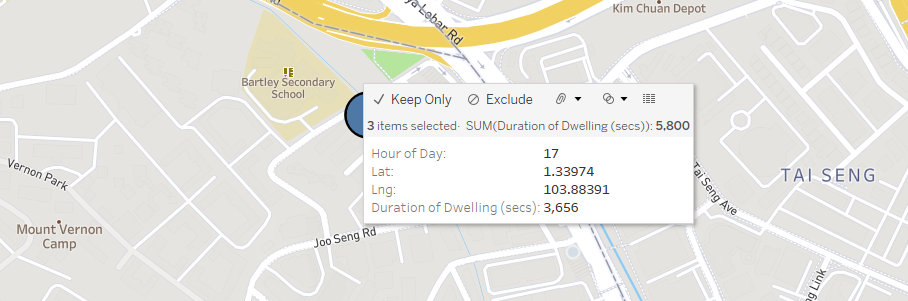 ya Lebar Rd
Kim Chuan Depot
Bartley Secondary
School
Keep Only
Exclude
3 items selected· SUM(Duration of Dwelling (secs)): 5,800
Hour of Day: 17
Lat: 1.33974
Lng: 103.88391
Duration of Dwelling (secs): 3,656
Vernon Park
Tai Seng Ave
TAI SENG
Mount Vernon
Camp
Joo Seng Rd
ng Link